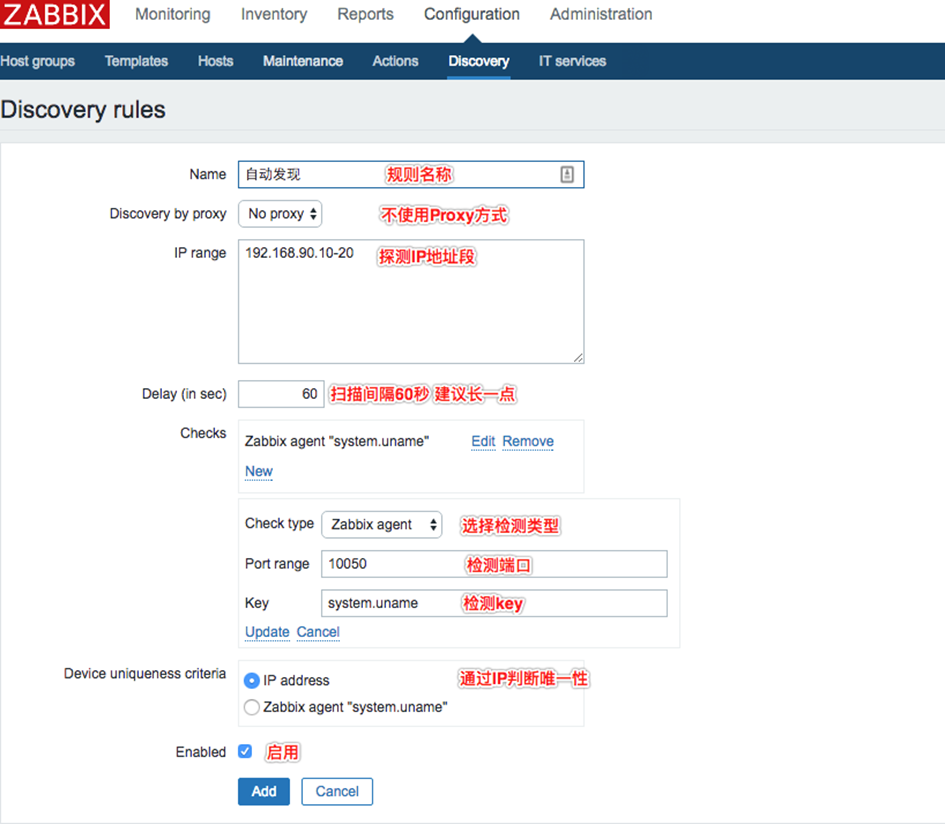 ZABBIX Monitoring Inventory Reports Configuration Administration
Host groups Templates Hosts Maintenance Actions Discovery IT services
Discovery rules
Name 自动发现 规则名称
Discovery by proxy No proxy 不使用Proxy方式
IP range 192.168.90.10-20 探测IP地址段
Delay (in sec) 60 扫描间隔60秒 建议长一点
Checks Zabbix agent "system.uname" Edit Remove
New
Check type Zabbix agent 选择检测类型
Port range 10050 检测端口
Key system.uname 检测key
Update Cancel
Device uniqueness criteria IP address 通过IP判断唯一性
Zabbix agent "system.uname"
Enabled 启用
Add Cancel